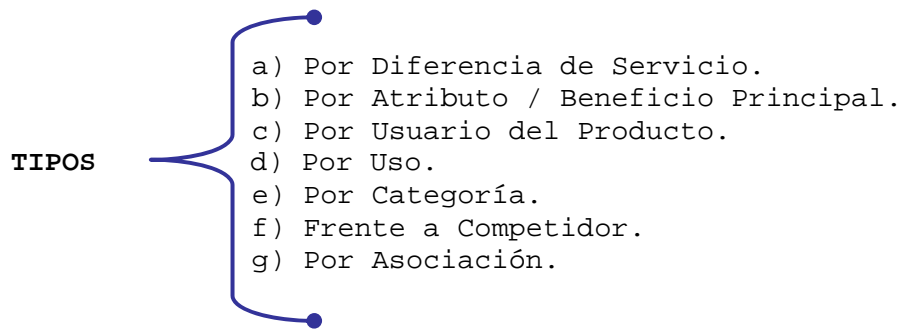 TIPOS
a) Por Diferencia de Servicio.
b) Por Atributo / Beneficio Principal.
c) Por Usuario del Producto.
d) Por Uso.
e) Por Categoría.
f) Frente a Competidor.
g) Por Asociación.